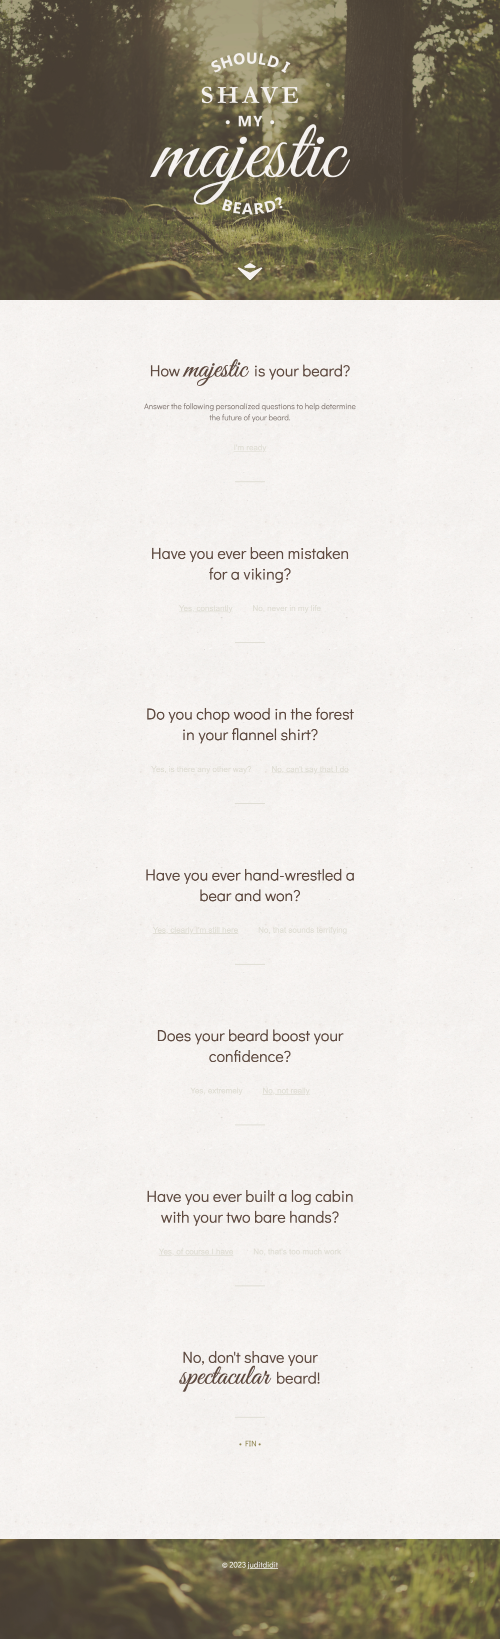 SHOULD I
SHAVE
• MY •
majestic
BEARD?
How majestic is your beard?
Answer the following personalized questions to help determine
the future of your beard.
I'm ready
Have you ever been mistaken
for a viking?
Yes, constantly No, never in my life
Do you chop wood in the forest
in your flannel shirt?
Yes, is there any other way? No, can't say that I do
Have you ever hand-wrestled a
bear and won?
Yes, clearly I'm still here No, that sounds terrifying
Does your beard boost your
confidence?
Yes, extremely No, not really
Have you ever built a log cabin
with your two bare hands?
Yes, of course I have No, that's too much work
No, don't shave your
spectacular beard!
• FIN •
© 2023 juditdidit